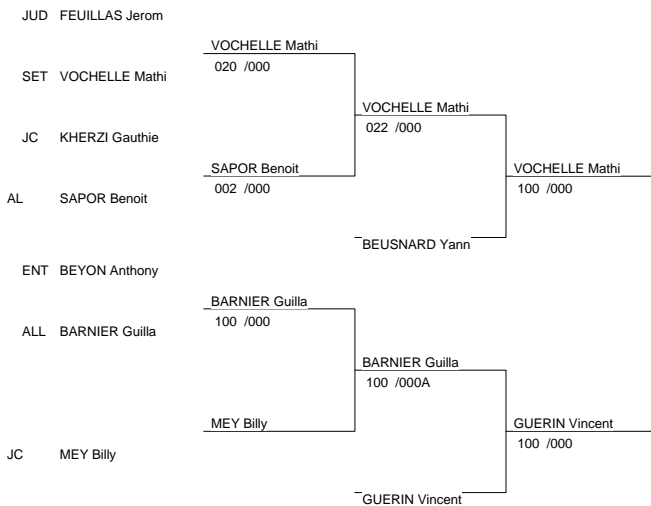 JUD FEUILLAS Jerom
VOCHELLE Mathi
020 /000
SET VOCHELLE Mathi
VOCHELLE Mathi
022 /000
JC KHERZI Gauthie
SAPOR Benoit
002 /000
VOCHELLE Mathi
100 /000
AL SAPOR Benoit
BEUSNARD Yann
ENT BEYON Anthony
BARNIER Guilla
100 /000
ALL BARNIER Guilla
BARNIER Guilla
100 /000A
MEY Billy
GUERIN Vincent
100 /000
JC MEY Billy
GUERIN Vincent